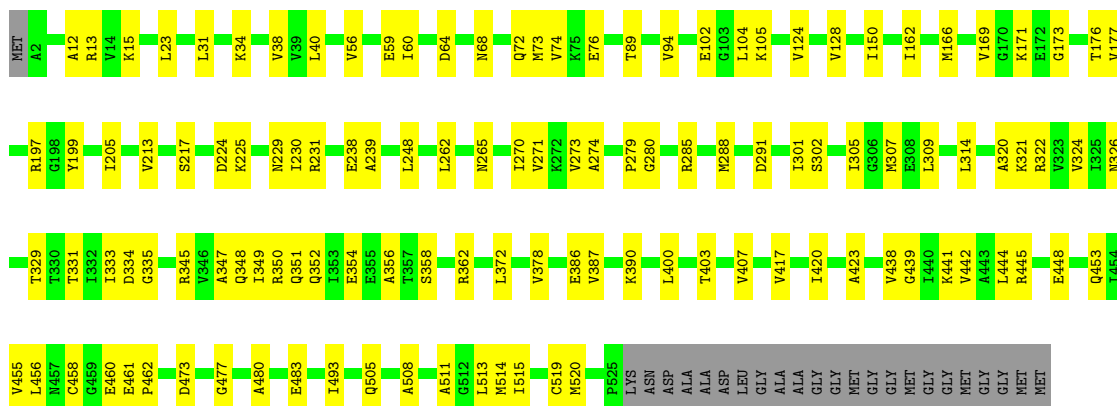 MET A2 A12 R13 V14 K15 L23 L31 K34 V38 V39 L40 V56 E59 I60 D64 N68 Q72 M73 V74 K75 E76 T89 V94 E102 G103 L104 K105 V124 V128 I150 I162 M166 V169 G170 K171 E172 G173 T176 V177
R197 G198 Y199 I205 V213 S217 D224 K225 N229 I230 R231 E238 A239 L248 L262 N265 I270 V271 K272 V273 A274 P279 G280 R285 M288 D291 I301 S302 I305 G306 M307 E308 L309 L314 A320 K321 R322 V323 V324 I325 N326
T329 T330 T331 I332 I333 D334 G335 R345 V346 A347 Q348 I349 R350 Q351 Q352 I353 E354 E355 A356 T357 S358 R362 L372 V378 E386 V387 K390 L400 T403 V407 V417 I420 A423 V438 G439 I440 K441 V442 A443 L444 R445 E448 Q453 I454
V455 L456 N457 C458 G459 E460 E461 P462 D473 G477 A480 E483 I493 Q505 A508 A511 G512 L513 M514 I515 C519 M520 P525 LYS ASN ASP ALA ALA ASP LEU GLY ALA ALA GLY GLY MET GLY GLY MET GLY GLY MET GLY GLY MET MET